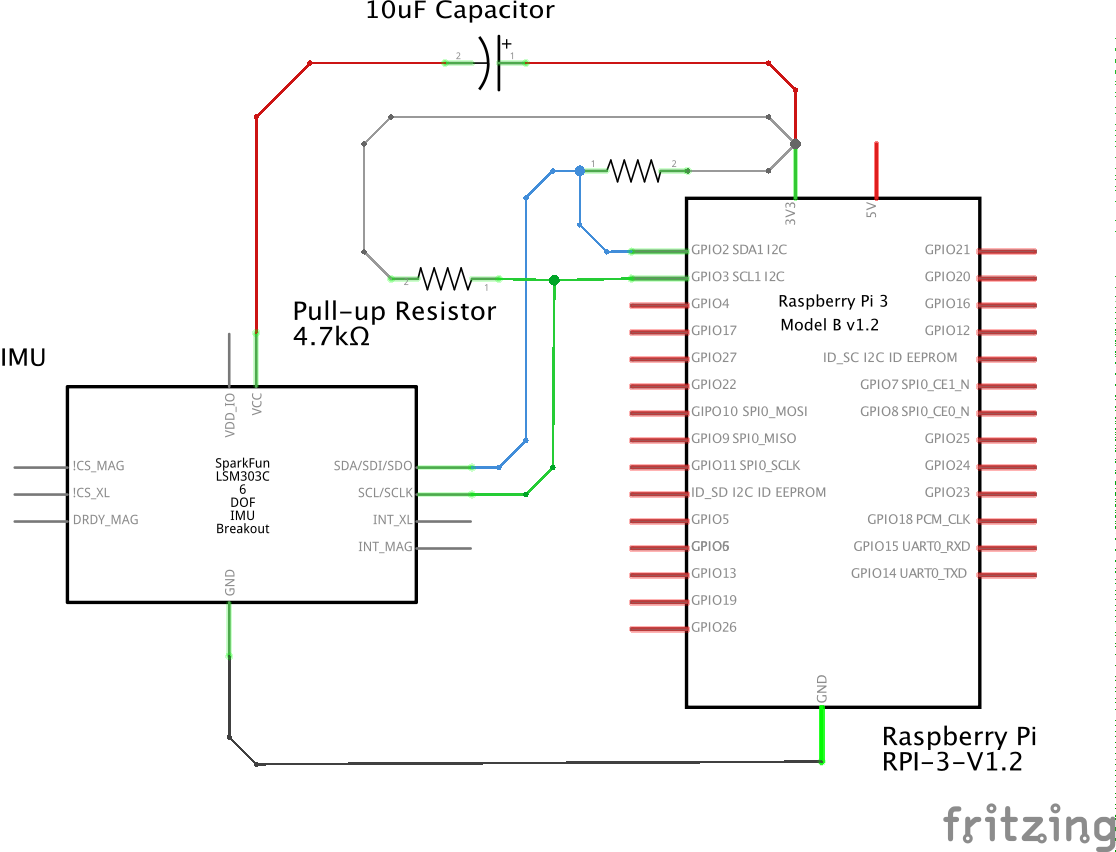 10uF Capacitor
2
+
1
1
2
3V3
5V
GPIO2 SDA1 I2C
GPIO21
2
1
GPIO3 SCL1 I2C
GPIO20
Pull-up Resistor
4.7kΩ
GPIO4
Raspberry Pi 3
Model B v1.2
GPIO16
GPIO17
GPIO12
IMU
GPIO27
ID_SC I2C ID EEPROM
GPIO22
GPIO7 SPI0_CE1_N
VDD_IO
VCC
GIPO10 SPI0_MOSI
GPIO8 SPI0_CE0_N
GPIO9 SPI0_MISO
GPIO25
!CS_MAG
SparkFun
LSM303C
6
DOF
IMU
Breakout
SDA/SDI/SDO
GPIO11 SPI0_SCLK
GPIO24
!CS_XL
SCL/SCLK
ID_SD I2C ID EEPROM
GPIO23
DRDY_MAG
INT_XL
GPIO5
GPIO18 PCM_CLK
INT_MAG
GPIO6
GPIO15 UART0_RXD
GND
GPIO13
GPIO14 UART0_TXD
GPIO19
GPIO26
GND
Raspberry Pi
RPI-3-V1.2
fritzing